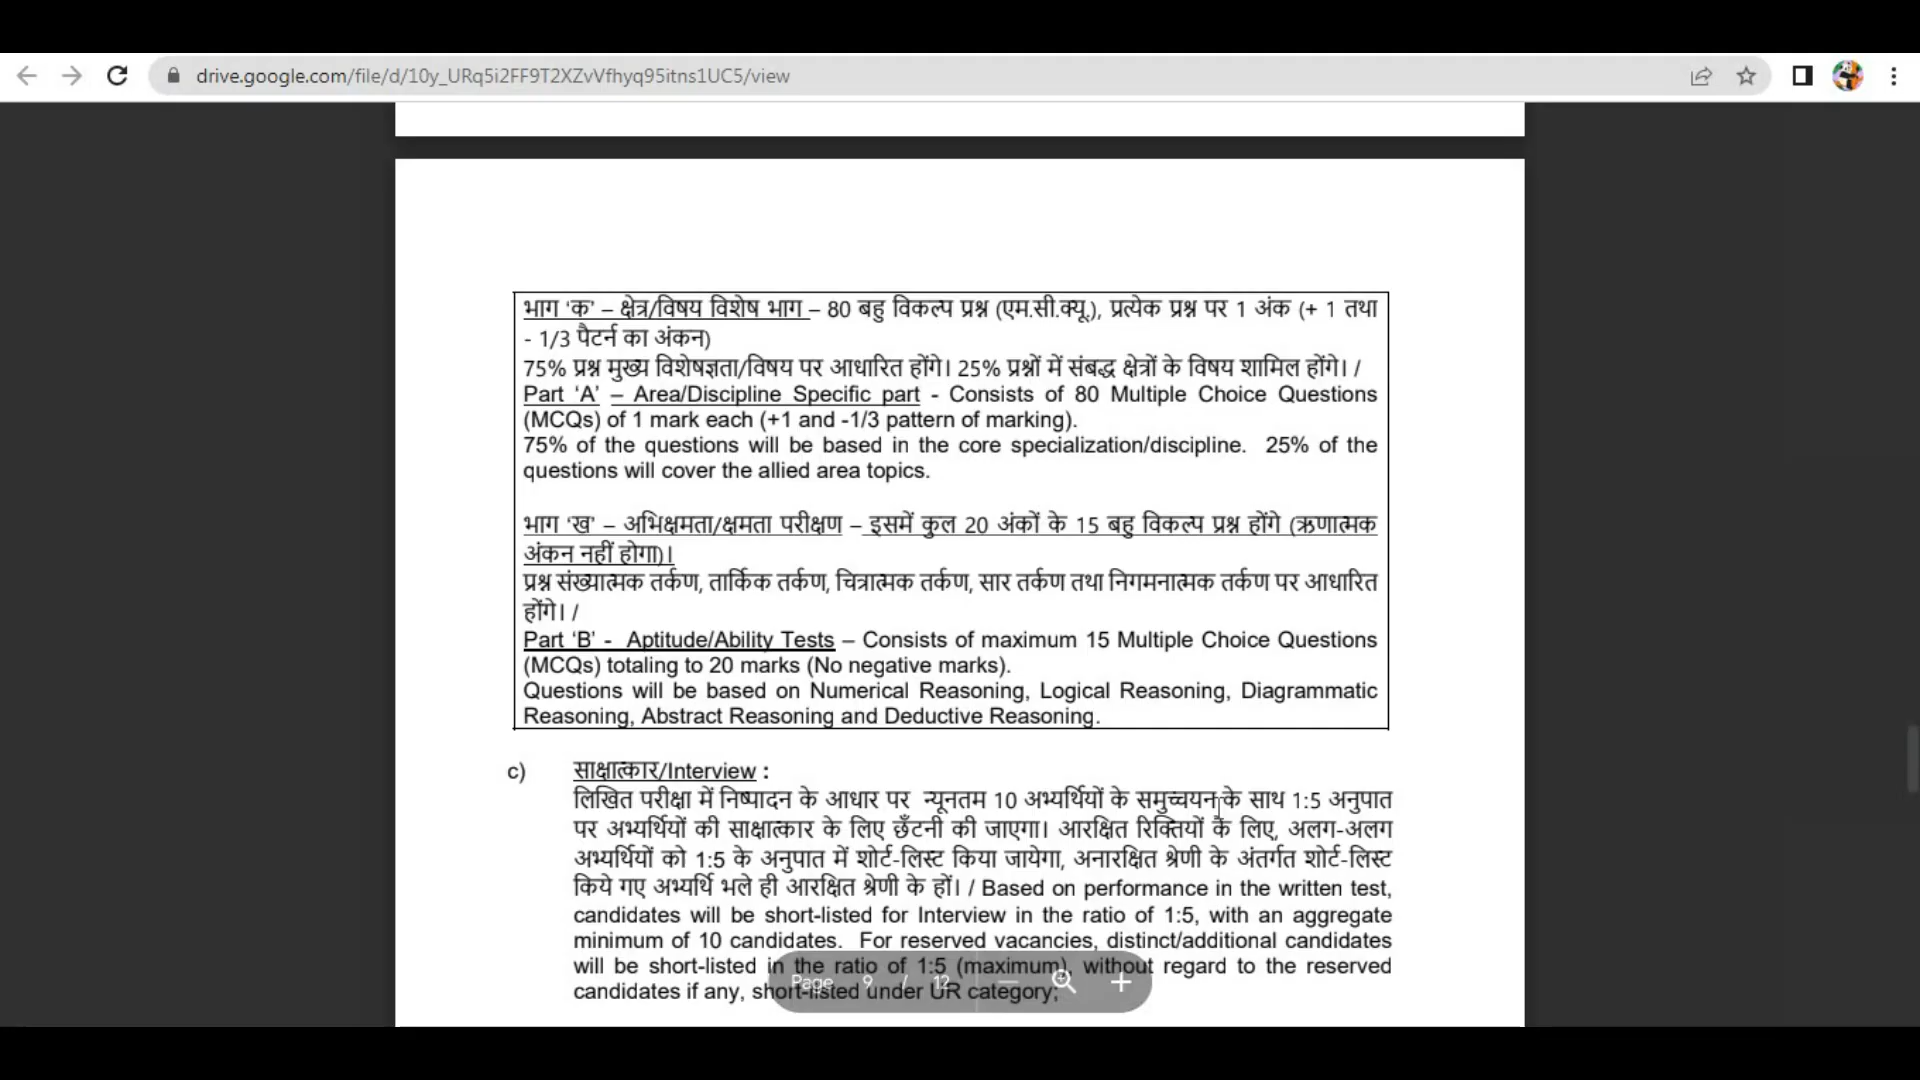 drive.google.com/file/d/10y_URq5i2FF9T2XZvVfhyq95itns1UC5/view
भाग ‘क’ – क्षेत्र/विषय विशेष भाग – 80 बहु विकल्प प्रश्न (एम.सी.क्यू.), प्रत्येक प्रश्न पर 1 अंक (+ 1 तथा
- 1/3 पैटर्न का अंकन)
75% प्रश्न मुख्य विशेषज्ञता/विषय पर आधारित होंगे। 25% प्रश्नों में संबद्ध क्षेत्रों के विषय शामिल होंगे। /
Part ‘A’ – Area/Discipline Specific part - Consists of 80 Multiple Choice Questions
(MCQs) of 1 mark each (+1 and -1/3 pattern of marking).
75% of the questions will be based in the core specialization/discipline. 25% of the
questions will cover the allied area topics.
भाग ‘ख’ – अभिक्षमता/क्षमता परीक्षण – इसमें कुल 20 अंकों के 15 बहु विकल्प प्रश्न होंगे (ऋणात्मक
अंकन नहीं होगा)।
प्रश्न संख्यात्मक तर्कण, तार्किक तर्कण, चित्रात्मक तर्कण, सार तर्कण तथा निगमनात्मक तर्कण पर आधारित
होंगे। /
Part ‘B’ - Aptitude/Ability Tests – Consists of maximum 15 Multiple Choice Questions
(MCQs) totaling to 20 marks (No negative marks).
Questions will be based on Numerical Reasoning, Logical Reasoning, Diagrammatic
Reasoning, Abstract Reasoning and Deductive Reasoning.
c) साक्षात्कार/Interview :
लिखित परीक्षा में निष्पादन के आधार पर न्यूनतम 10 अभ्यर्थियों के समुच्चयन के साथ 1:5 अनुपात
पर अभ्यर्थियों की साक्षात्कार के लिए छँटनी की जाएगा। आरक्षित रिक्तियों के लिए, अलग-अलग
अभ्यर्थियों को 1:5 के अनुपात में शोर्ट-लिस्ट किया जायेगा, अनारक्षित श्रेणी के अंतर्गत शोर्ट-लिस्ट
किये गए अभ्यर्थि भले ही आरक्षित श्रेणी के हों। / Based on performance in the written test,
candidates will be short-listed for Interview in the ratio of 1:5, with an aggregate
minimum of 10 candidates. For reserved vacancies, distinct/additional candidates
will be short-listed in the ratio of 1:5 (maximum), without regard to the reserved
candidates if any, short-listed under UR category;
Page 9 / 12